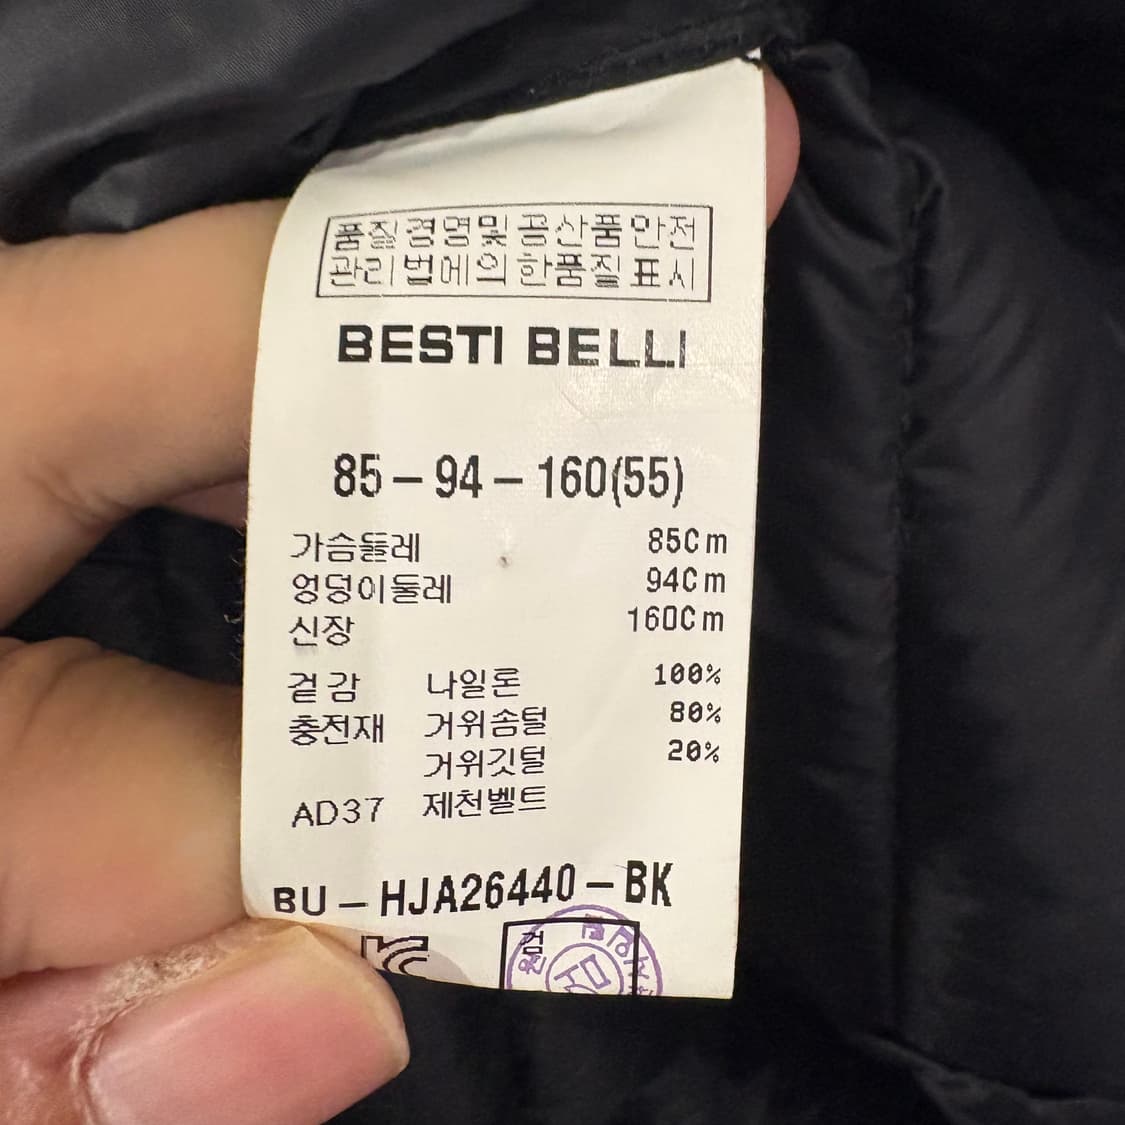 품질경영및 공산품안전
관리법에의한품질표시
BESTI BELLI
85-94-160(55)
가슴둘레 85Cm
엉덩이둘레 94Cm
신장 160Cm
겉감 나일론 100%
충전재 거위솜털 80%
거위깃털 20%
AD37 제천벨트
BU-HJA26440-BK
검